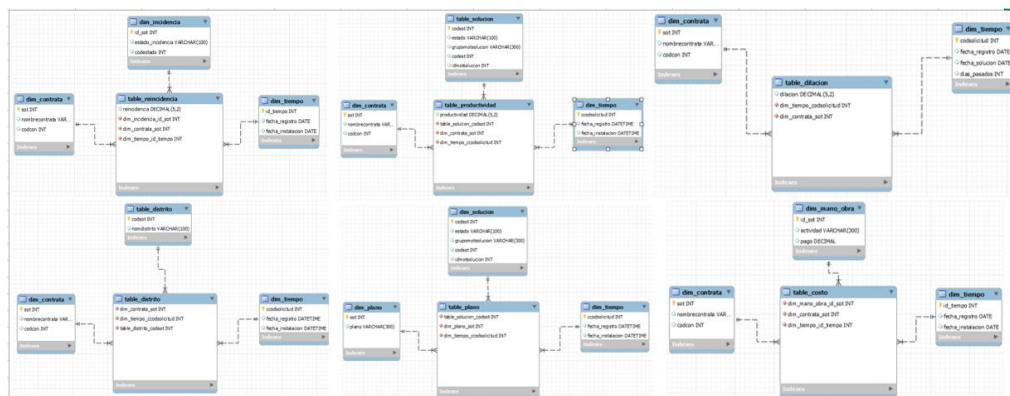 dim_incidencia
id_sot INT
estado_incidencia VARCHAR(100)
codestado INT
Indexes
dim_contrata
sot INT
nombrecontrata VAR...
codcon INT
Indexes
table_reincidencia
reincidencia DECIMAL(5,2)
dim_incidencia_id_sot INT
dim_contrata_sot INT
dim_tiempo_id_tiempo INT
Indexes
dim_tiempo
id_tiempo INT
fecha_registro DATE
fecha_instalacion DATE
Indexes
table_solucion
codsot INT
estado VARCHAR(100)
grupomotsolucion VARCHAR(300)
codsot INT
idmotsolucion INT
Indexes
dim_contrata
sot INT
nombrecontrata VAR...
codcon INT
Indexes
table_productividad
productividad DECIMAL(5,2)
table_solucion_codsot INT
dim_contrata_sot INT
dim_tiempo_ccodsolicitud INT
Indexes
dim_tiempo
ccodsolicitud INT
fecha_registro DATETIME
fecha_instalacion DATETIME
Indexes
dim_contrata
sot INT
nombrecontrata VAR...
codcon INT
Indexes
table_dilacion
dilacion DECIMAL(5,2)
dim_tiempo_codsolicitud INT
dim_contrata_sot INT
Indexes
dim_tiempo
codsolicitud INT
fecha_registro DATE
fecha_solucion DATE
dias_pasados INT
Indexes
table_distrito
codsot INT
nomdistrito VARCHAR(100)
Indexes
dim_contrata
sot INT
nombrecontrata VAR...
codcon INT
Indexes
table_distrito
dim_contrata_sot INT
dim_tiempo_ccodsolicitud INT
table_distrito_codsot INT
Indexes
dim_tiempo
ccodsolicitud INT
fecha_registro DATETIME
fecha_instalacion DATETIME
Indexes
dim_solucion
codsot INT
estado VARCHAR(100)
grupomotsolucion VARCHAR(300)
codsot INT
idmotsolucion INT
Indexes
dim_plano
sot INT
plano VARCHAR(300)
Indexes
table_plano
table_solucion_codsot INT
dim_plano_sot INT
dim_tiempo_ccodsolicitud INT
Indexes
dim_tiempo
ccodsolicitud INT
fecha_registro DATETIME
fecha_instalacion DATETIME
Indexes
dim_mano_obra
id_sot INT
actividad VARCHAR(300)
pago DECIMAL
Indexes
dim_contrata
sot INT
nombrecontrata VAR...
codcon INT
Indexes
table_costo
dim_mano_obra_id_sot INT
dim_contrata_sot INT
dim_tiempo_id_tiempo INT
Indexes
dim_tiempo
id_tiempo INT
fecha_registro DATE
fecha_instalacion DATE
Indexes